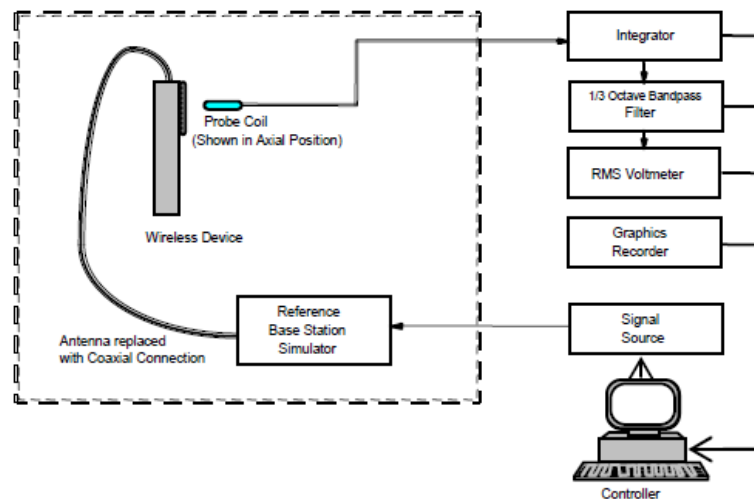 Integrator
1/3 Octave Bandpass
Filter
RMS Voltmeter
Graphics
Recorder
Signal
Source
Controller
Probe Coil
(Shown in Axial Position)
Wireless Device
Reference
Base Station
Simulator
Antenna replaced
with Coaxial Connection